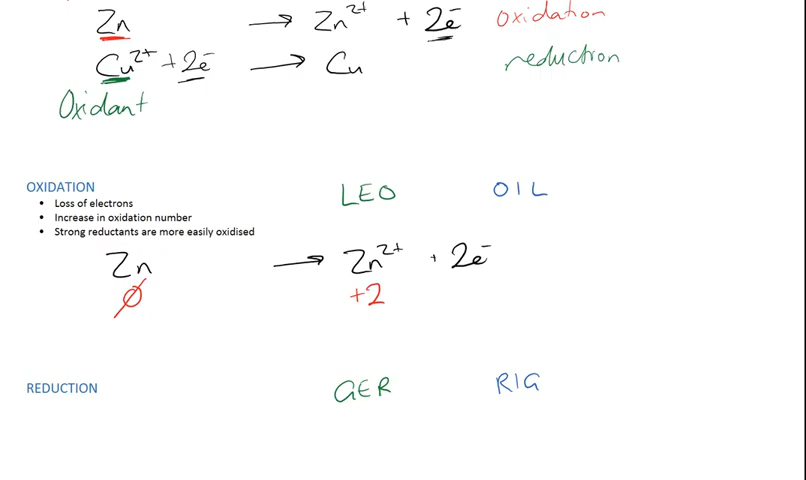 Zn → Zn²⁺ + 2e⁻ oxidation
Cu²⁺ + 2e⁻ → Cu reduction
Oxidant
OXIDATION LEO OIL
• Loss of electrons
• Increase in oxidation number
• Strong reductants are more easily oxidised
Zn → Zn²⁺ + 2e⁻
0 +2
REDUCTION GER RIG